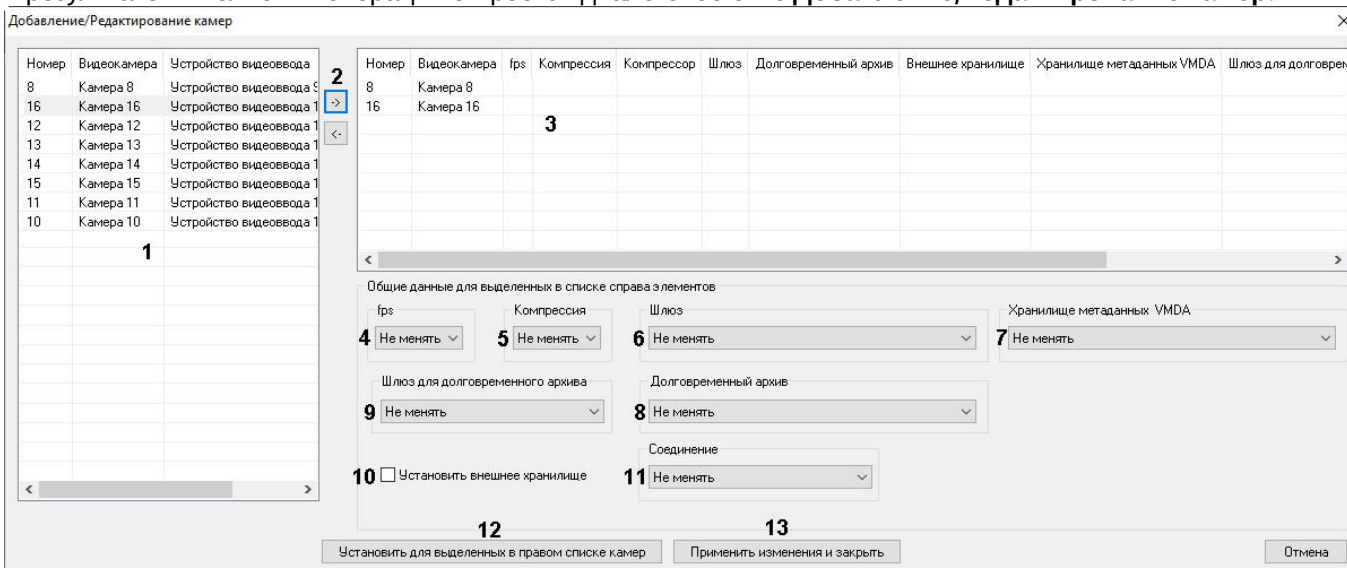 Добавление/Редактирование камер
Номер Видеокамера Устройство видеоввода
8 Камера 8 Устройство видеоввода 9
16 Камера 16 Устройство видеоввода 1
12 Камера 12 Устройство видеоввода 1
13 Камера 13 Устройство видеоввода 1
14 Камера 14 Устройство видеоввода 1
15 Камера 15 Устройство видеоввода 1
11 Камера 11 Устройство видеоввода 1
10 Камера 10 Устройство видеоввода 1
1
2
->
<-
Номер Видеокамера fps Компрессия Компрессор Шлюз Долговременный архив Внешнее хранилище Хранилище метаданных VMDA Шлюз для долговрем
8 Камера 8
16 Камера 16
3
Общие данные для выделенных в списке справа элементов
fps Компрессия Шлюз Хранилище метаданных VMDA
4 Не менять 5 Не менять 6 Не менять 7 Не менять
Шлюз для долговременного архива Долговременный архив
9 Не менять 8 Не менять
Соединение
10 Установить внешнее хранилище 11 Не менять
12 13
Установить для выделенных в правом списке камер Применить изменения и закрыть Отмена